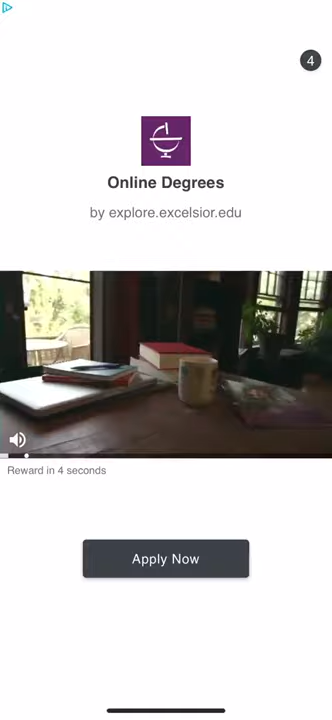 4
Online Degrees
by explore.excelsior.edu
Reward in 4 seconds
Apply Now